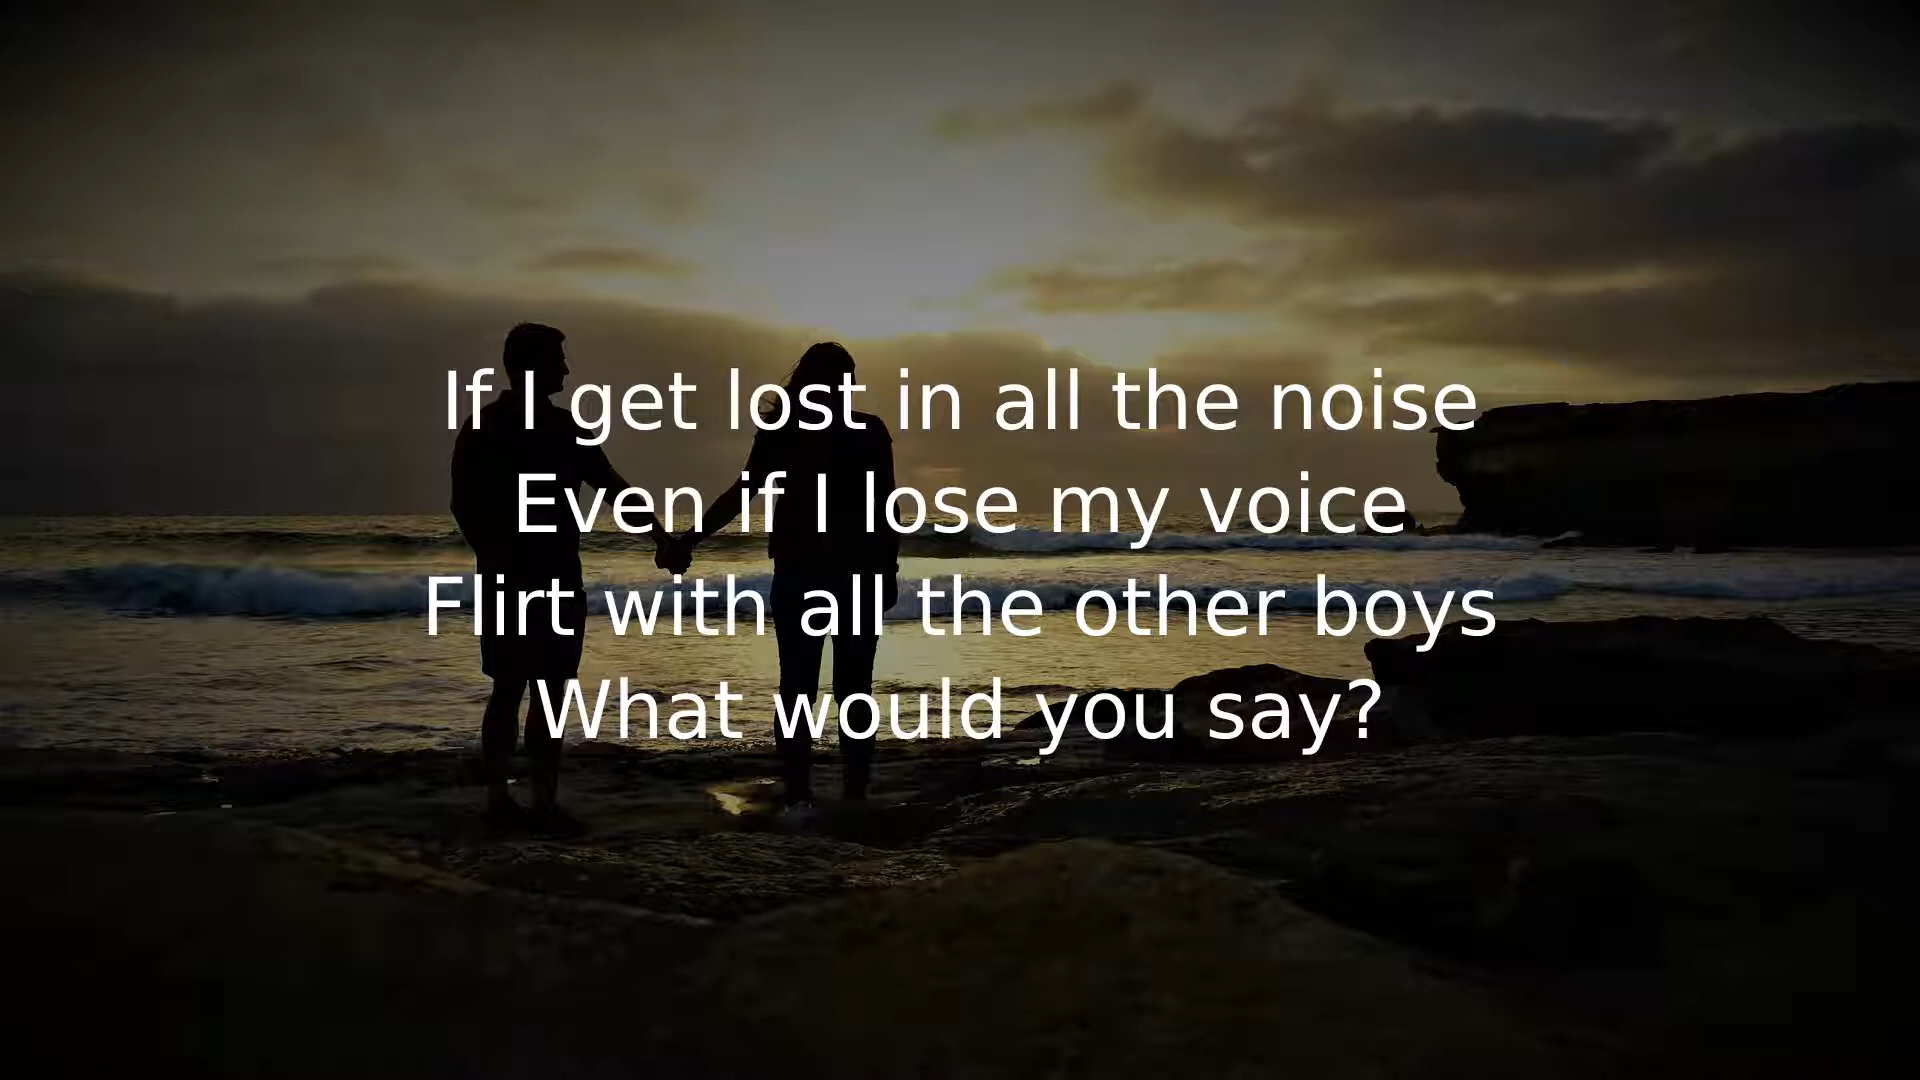 If I get lost in all the noise
Even if I lose my voice
Flirt with all the other boys
What would you say?